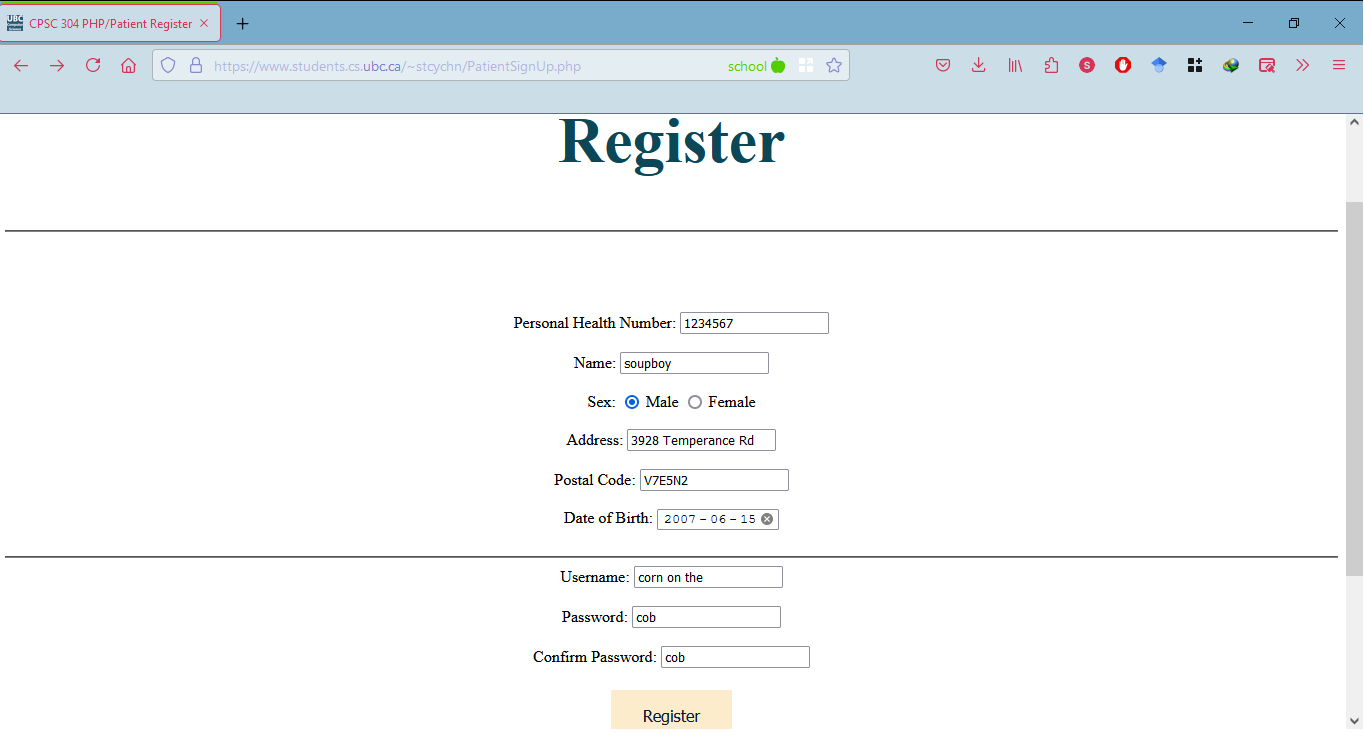 CPSC 304 PHP/Patient Register
https://www.students.cs.ubc.ca/~stcychn/PatientSignUp.php school
S
Register
Personal Health Number: 1234567
Name: soupboy
Sex: Male Female
Address: 3928 Temperance Rd
Postal Code: V7E5N2
Date of Birth: 2007-06-15
Username: corn on the
Password: cob
Confirm Password: cob
Register